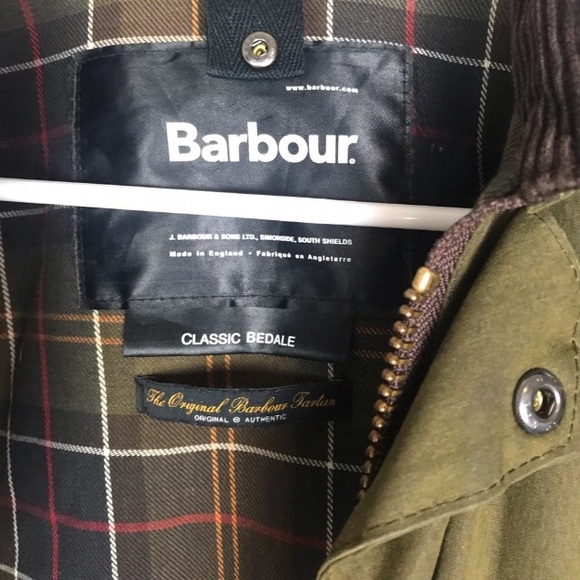 www.barbour.com
Barbour.
J. BARBOUR & SONS LTD., SIMONSIDE, SOUTH SHIELDS
Made in England • Fabriqué en Angleterre
CLASSIC BEDALE
The Original Barbour Tartan
ORIGINAL @ AUTHENTIC